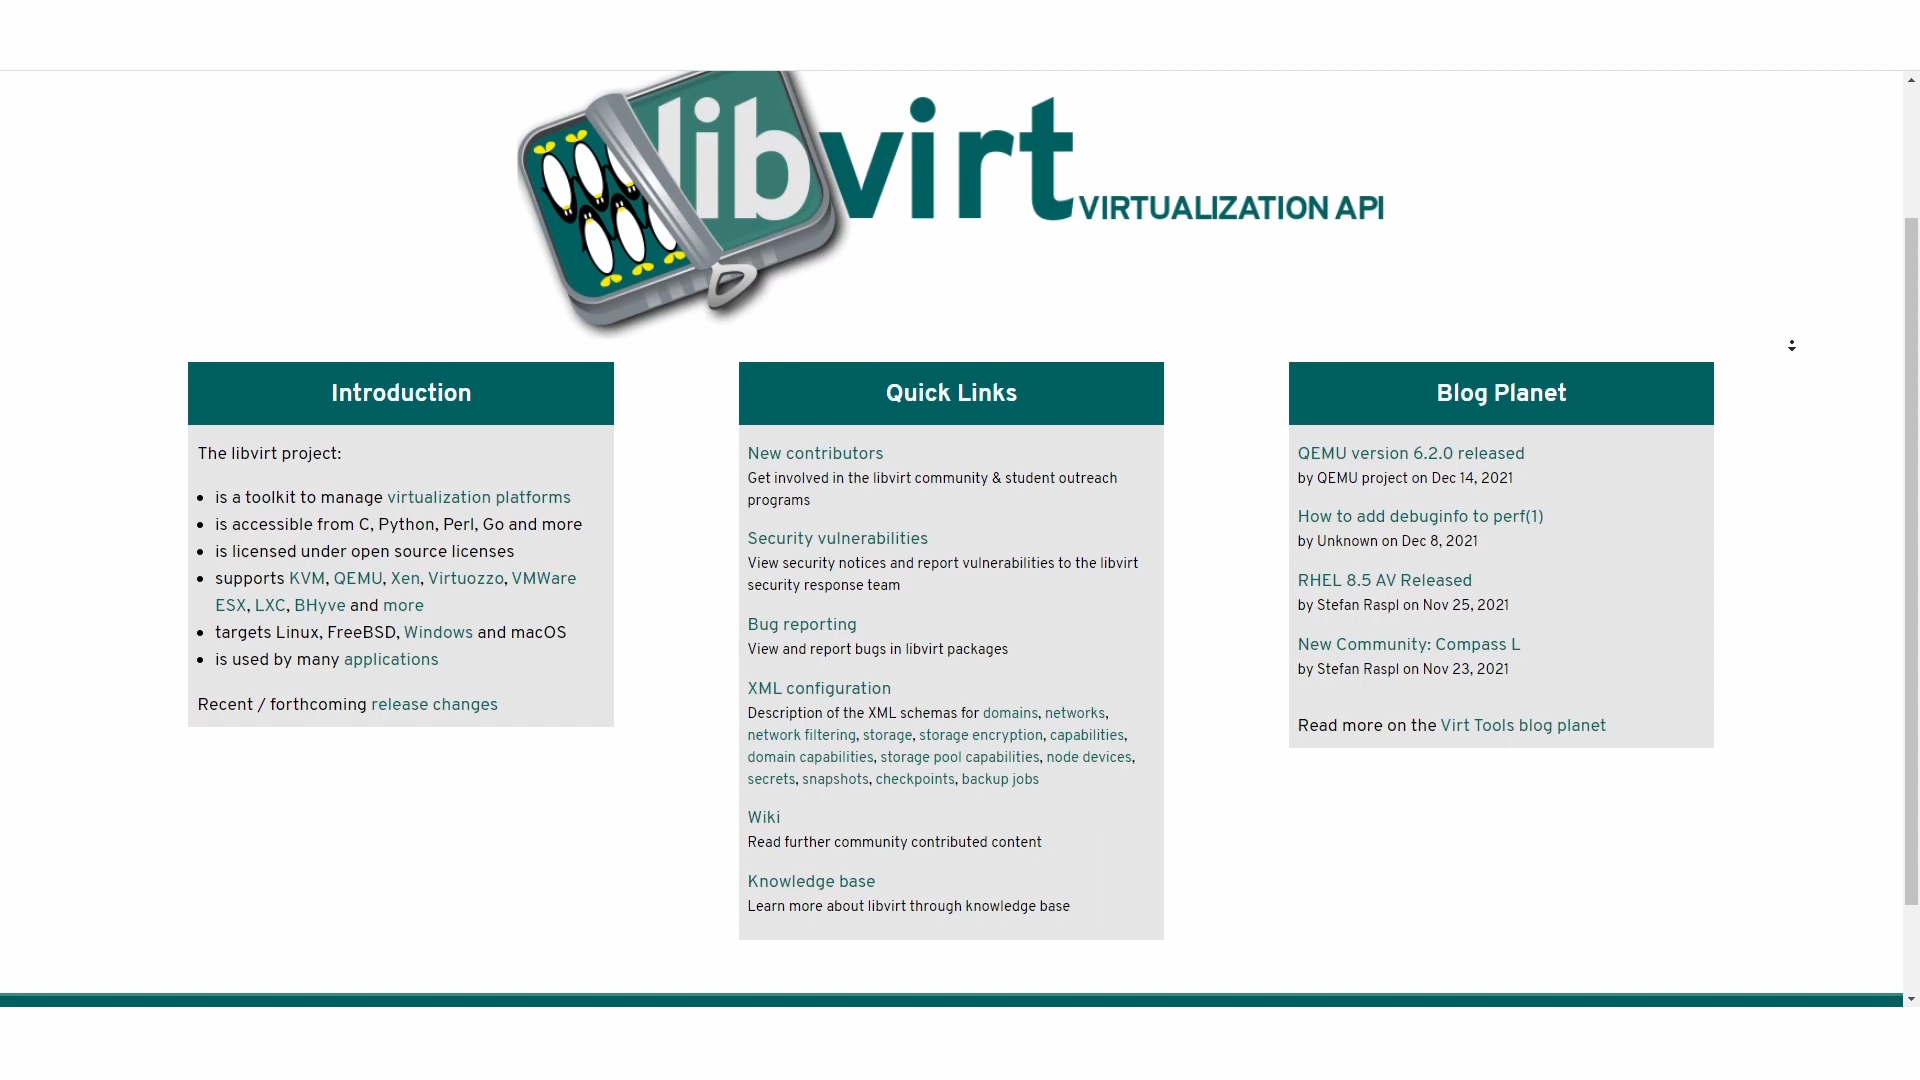 libvirt VIRTUALIZATION API
Introduction
The libvirt project:
is a toolkit to manage virtualization platforms
is accessible from C, Python, Perl, Go and more
is licensed under open source licenses
supports KVM, QEMU, Xen, Virtuozzo, VMWare
ESX, LXC, BHyve and more
targets Linux, FreeBSD, Windows and macOS
is used by many applications
Recent / forthcoming release changes
Quick Links
New contributors
Get involved in the libvirt community & student outreach
programs
Security vulnerabilities
View security notices and report vulnerabilities to the libvirt
security response team
Bug reporting
View and report bugs in libvirt packages
XML configuration
Description of the XML schemas for domains, networks,
network filtering, storage, storage encryption, capabilities,
domain capabilities, storage pool capabilities, node devices,
secrets, snapshots, checkpoints, backup jobs
Wiki
Read further community contributed content
Knowledge base
Learn more about libvirt through knowledge base
Blog Planet
QEMU version 6.2.0 released
by QEMU project on Dec 14, 2021
How to add debuginfo to perf(1)
by Unknown on Dec 8, 2021
RHEL 8.5 AV Released
by Stefan Raspl on Nov 25, 2021
New Community: Compass L
by Stefan Raspl on Nov 23, 2021
Read more on the Virt Tools blog planet